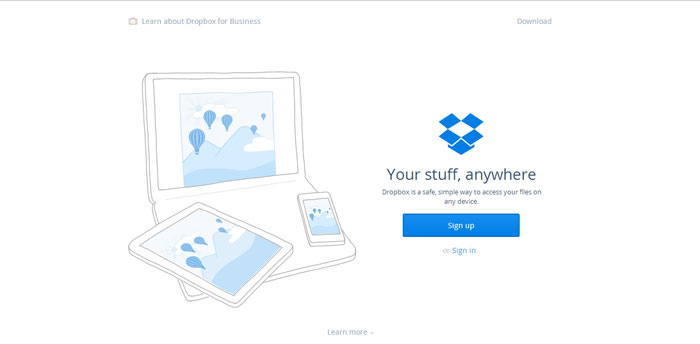 Learn about Dropbox for Business
Download
Your stuff, anywhere
Dropbox is a safe, simple way to access your files on
any device.
Sign up
or Sign in
Learn more